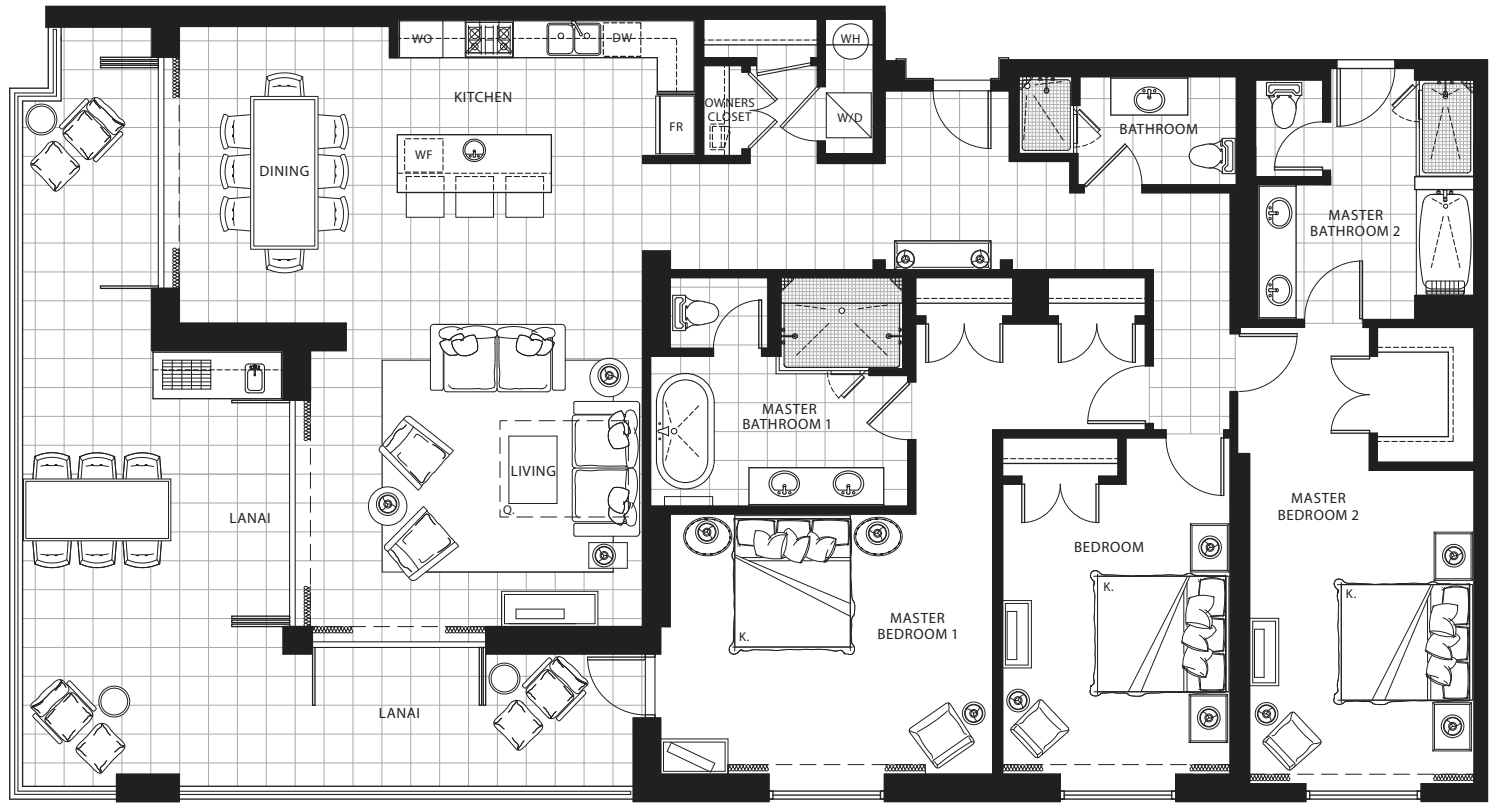 WO
DW
WH
KITCHEN
OWNERS
CLOSET
FR
W/D
BATHROOM
WF
DINING
MASTER
BATHROOM 2
MASTER
BATHROOM 1
LIVING
Q.
LANAI
MASTER
BEDROOM 2
BEDROOM
K.
K.
MASTER
BEDROOM 1
K.
LANAI